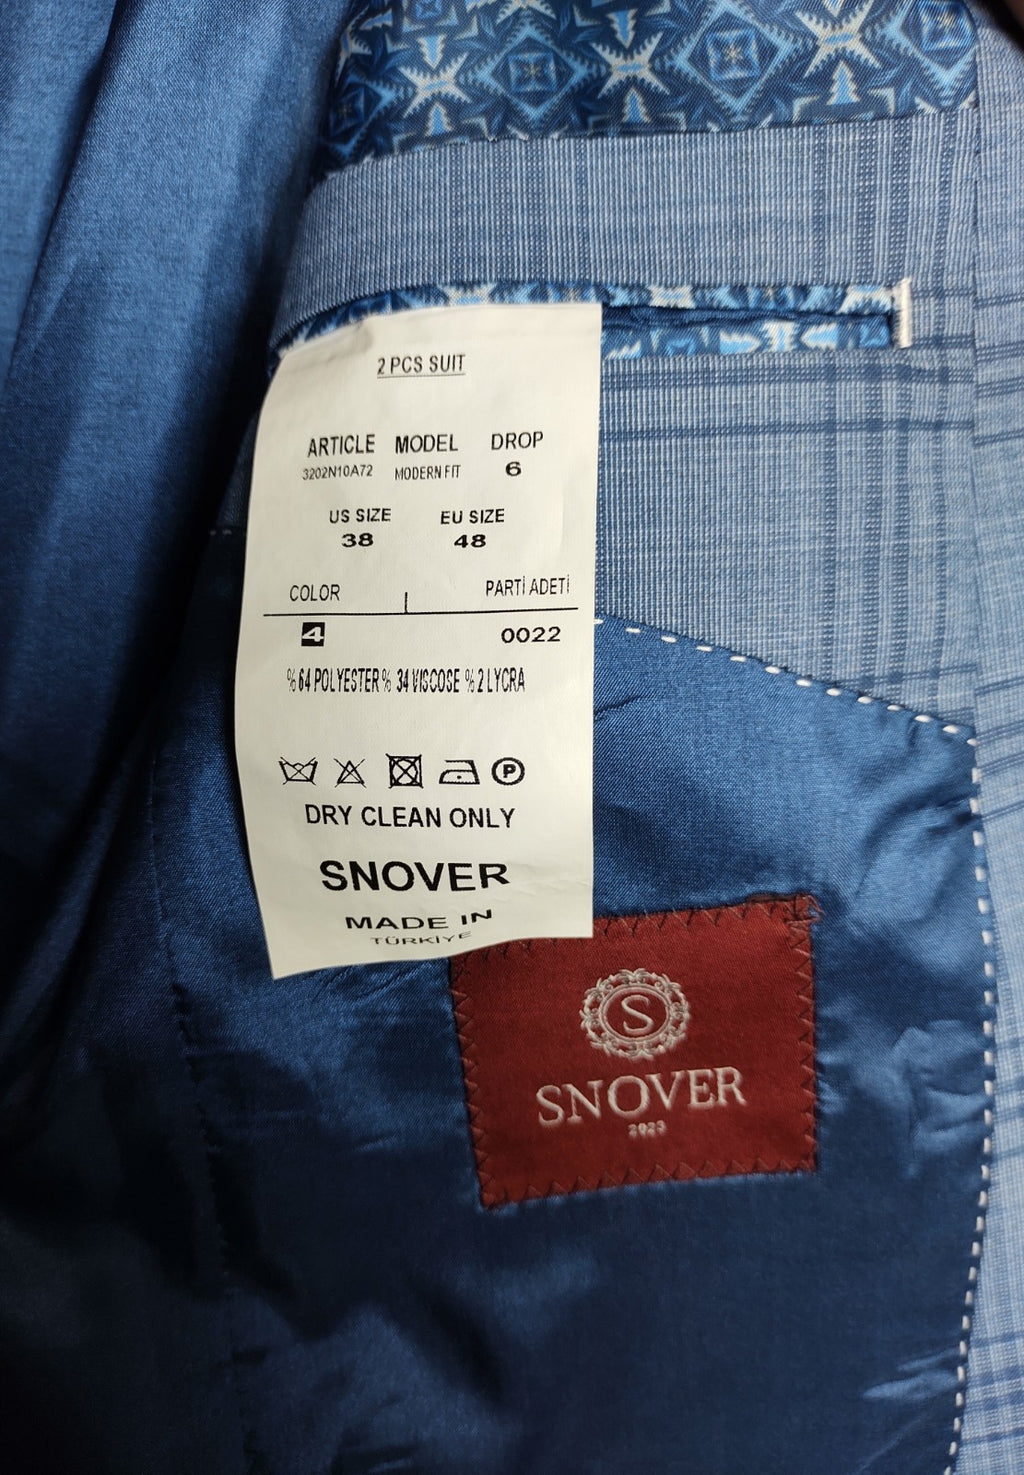 2 PCS SUIT
ARTICLE MODEL DROP
3202N10A72 MODERN FIT 6
US SIZE EU SIZE
38 48
COLOR PARTİ ADETİ
4 0022
%64 POLYESTER % 34 VISCOSE % 2 LYCRA
P
DRY CLEAN ONLY
SNOVER
MADE IN
TÜRKİYE
S
SNOVER
2023